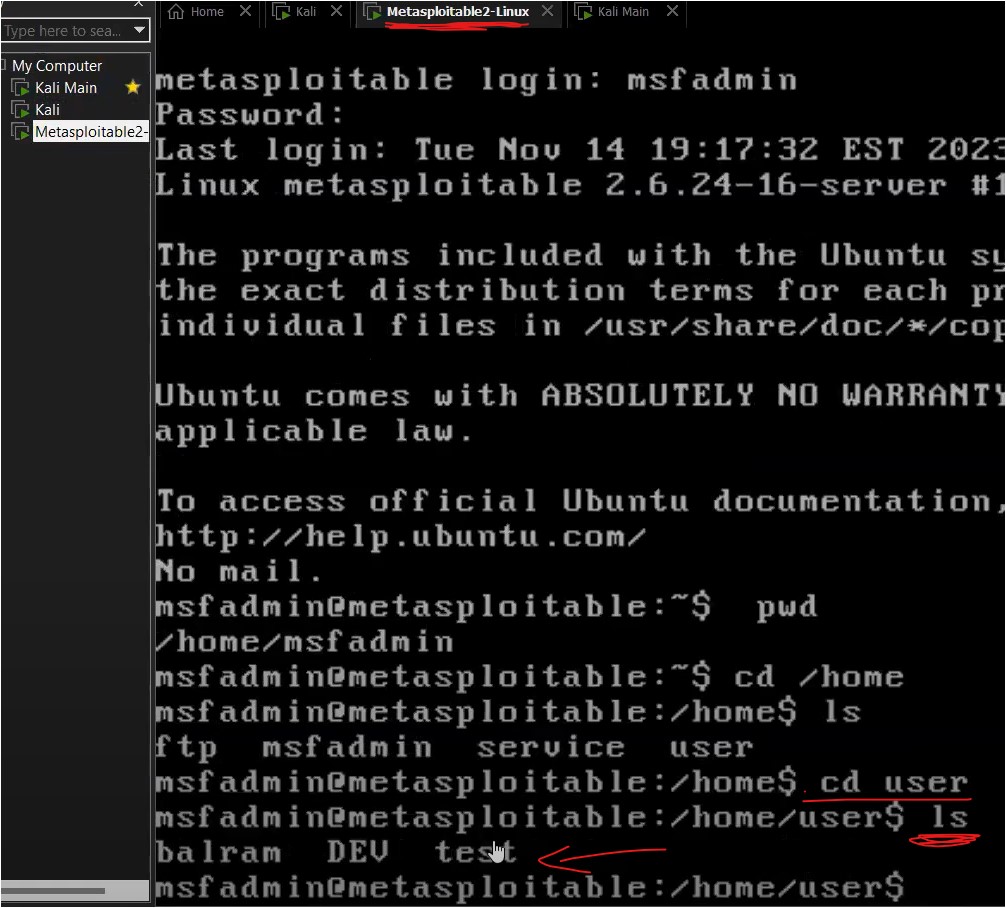 Home Kali Metasploitable2-Linux Kali Main
Type here to sea...
My Computer
Kali Main
Kali
Metasploitable2-
metasploitable login: msfadmin
Password:
Last login: Tue Nov 14 19:17:32 EST 2023
Linux metasploitable 2.6.24-16-server #1
The programs included with the Ubuntu sy
the exact distribution terms for each pr
individual files in /usr/share/doc/*/cop
Ubuntu comes with ABSOLUTELY NO WARRANTY
applicable law.
To access official Ubuntu documentation,
http://help.ubuntu.com/
No mail.
msfadmin@metasploitable:~$  pwd
/home/msfadmin
msfadmin@metasploitable:~$ cd /home
msfadmin@metasploitable:/home$ ls
ftp  msfadmin  service  user
msfadmin@metasploitable:/home$ cd user
msfadmin@metasploitable:/home/user$ ls
balram  DEV  test
msfadmin@metasploitable:/home/user$